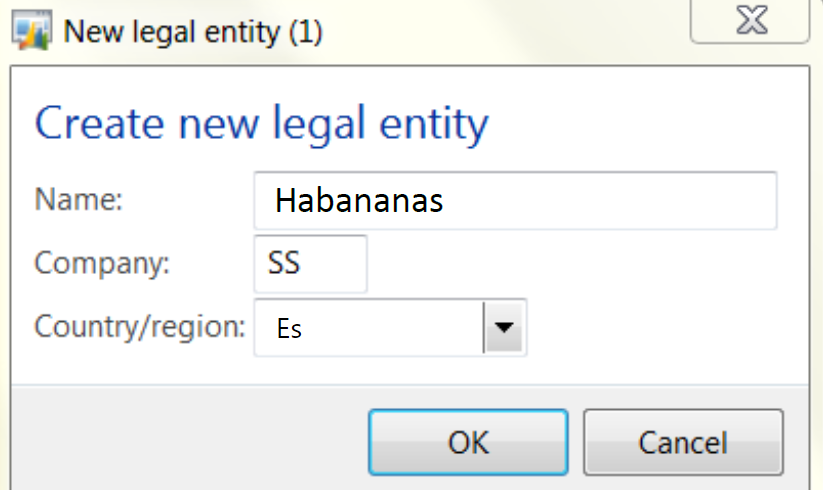 New legal entity (1)
Create new legal entity
Name: Habananas
Company: SS
Country/region: Es
OK Cancel